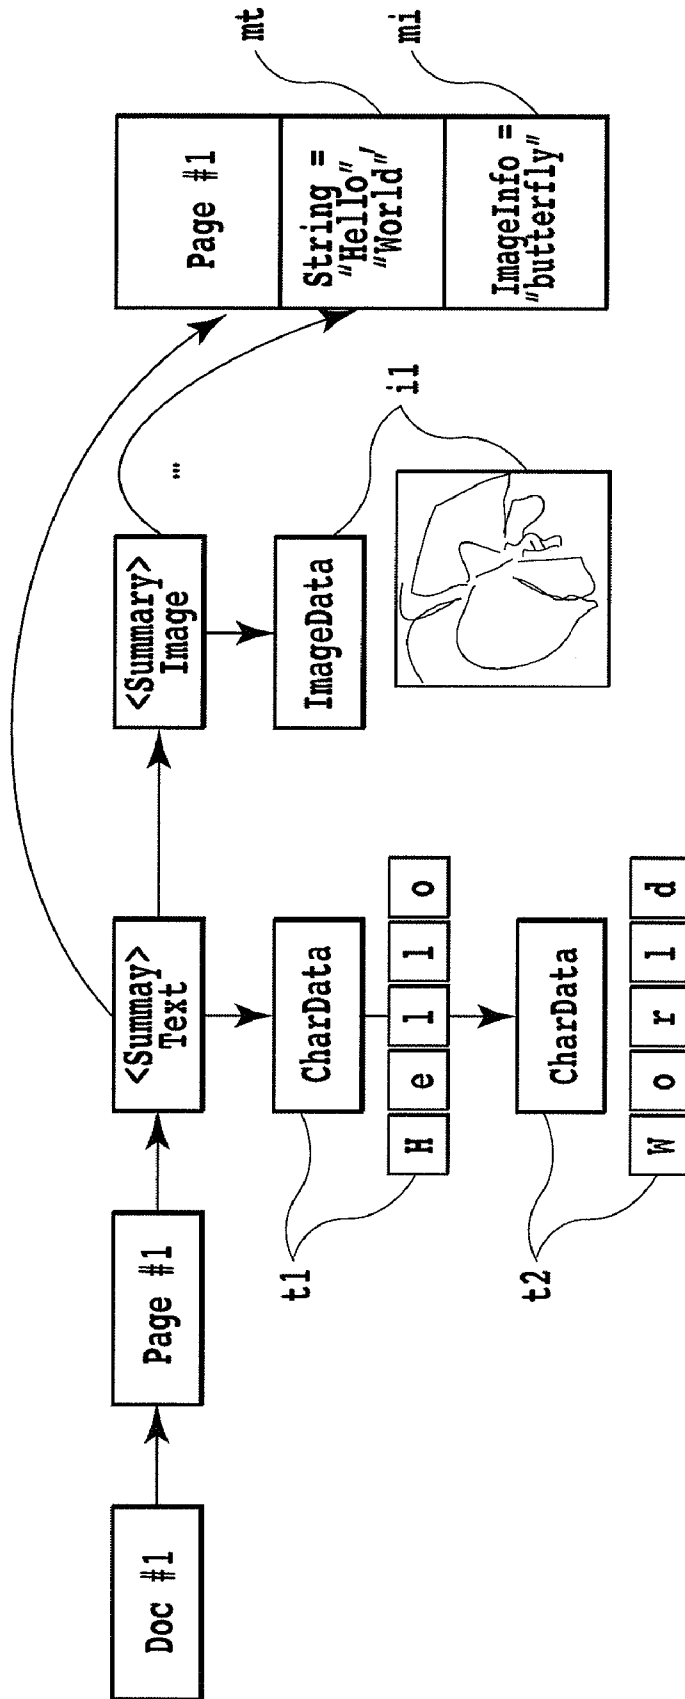 Doc #1
Page #1
<Summay>
Text
<Summary>
Image
...
Page #1
String =
"Hello",
"World"
ImageInfo =
"butterfly"
mt
mi
CharData
H e l l o
t1
CharData
W o r l d
t2
ImageData
i1